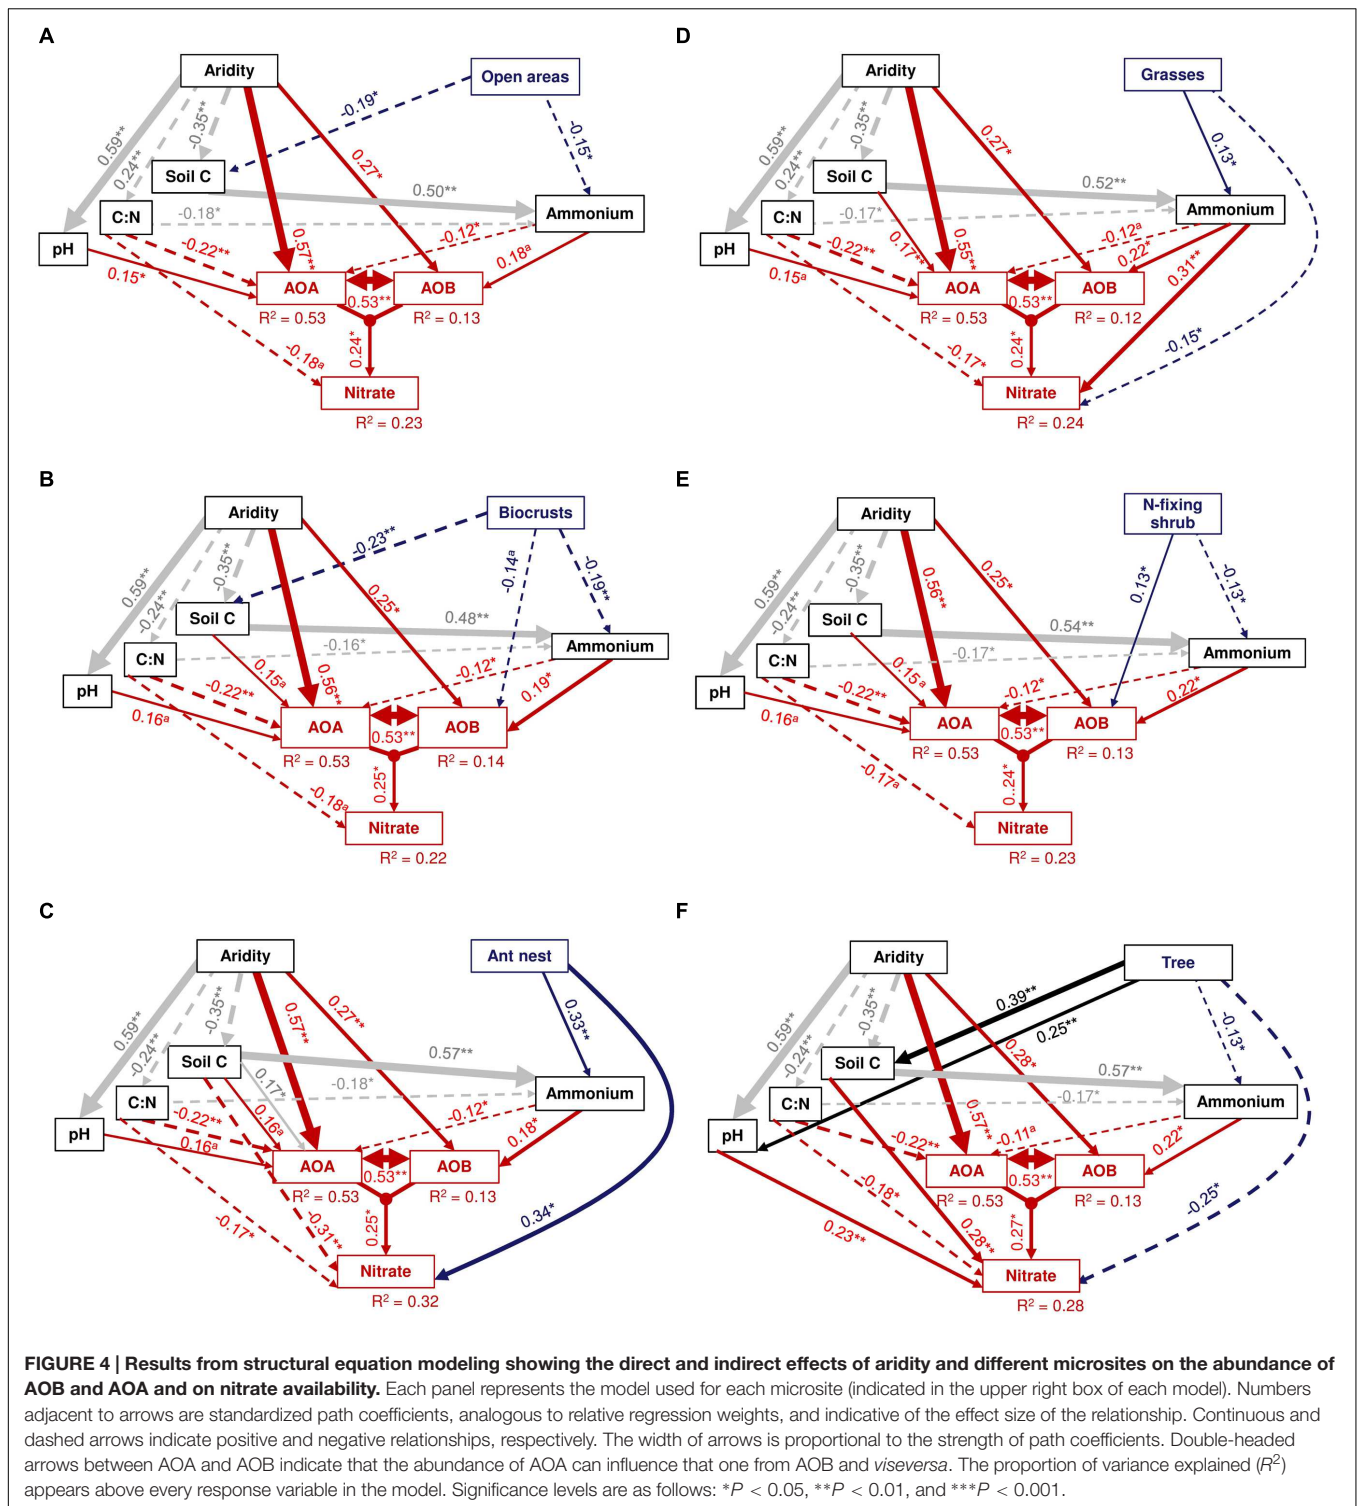 A
Aridity
Open areas
-0.19*
-0.15*
0.59**
0.24**
-0.35**
Soil C
0.27*
0.50**
C:N
-0.18*
Ammonium
pH
-0.22**
0.57**
-0.12*
0.18ª
0.15*
AOA
AOB
0.53**
R² = 0.53
R² = 0.13
-0.18ª
0.24*
Nitrate
R² = 0.23
D
Aridity
Grasses
0.59**
0.24**
-0.35**
0.27*
0.13*
Soil C
0.52**
C:N
-0.17*
Ammonium
pH
-0.22**
0.17**
0.55**
-0.12ª
0.22*
0.31**
0.15ª
AOA
AOB
0.53**
R² = 0.53
R² = 0.12
-0.17*
0.24*
-0.15*
Nitrate
R² = 0.24
B
Aridity
Biocrusts
-0.23**
0.59**
-0.24**
-0.35**
-0.14ª
-0.19**
0.25*
Soil C
0.48**
C:N
-0.16*
Ammonium
pH
-0.22**
0.15ª
0.56**
-0.12*
0.19*
0.16ª
AOA
AOB
0.53**
R² = 0.53
R² = 0.14
-0.18ª
0.25*
Nitrate
R² = 0.22
E
Aridity
N-fixing
shrub
0.59**
-0.24**
-0.35**
0.56**
0.25*
0.13*
-0.13*
Soil C
0.54**
C:N
-0.17*
Ammonium
pH
-0.22**
0.15ª
-0.12*
0.22*
0.16ª
AOA
AOB
0.53**
R² = 0.53
R² = 0.13
-0.17ª
0..24*
Nitrate
R² = 0.23
C
Aridity
Ant nest
0.59**
-0.24**
-0.35**
0.57**
0.27**
0.33**
Soil C
0.57**
C:N
0.17*
-0.18*
Ammonium
pH
-0.22**
0.16ª
0.16ª
-0.12*
0.18*
AOA
AOB
0.53**
R² = 0.53
R² = 0.13
-0.17*
-0.31**
0.25*
0.34*
Nitrate
R² = 0.32
F
Aridity
Tree
0.39**
0.25**
0.59**
-0.24**
-0.35**
0.28*
-0.13*
Soil C
0.57**
C:N
-0.17*
Ammonium
pH
-0.22**
0.57**
-0.11ª
0.22*
AOA
AOB
0.53**
R² = 0.53
R² = 0.13
-0.18*
0.23**
0.28**
0.27*
-0.25*
Nitrate
R² = 0.28
FIGURE 4 | Results from structural equation modeling showing the direct and indirect effects of aridity and different microsites on the abundance of
AOB and AOA and on nitrate availability. Each panel represents the model used for each microsite (indicated in the upper right box of each model). Numbers
adjacent to arrows are standardized path coefficients, analogous to relative regression weights, and indicative of the effect size of the relationship. Continuous and
dashed arrows indicate positive and negative relationships, respectively. The width of arrows is proportional to the strength of path coefficients. Double-headed
arrows between AOA and AOB indicate that the abundance of AOA can influence that one from AOB and viseversa. The proportion of variance explained (R²)
appears above every response variable in the model. Significance levels are as follows: *P < 0.05, **P < 0.01, and ***P < 0.001.